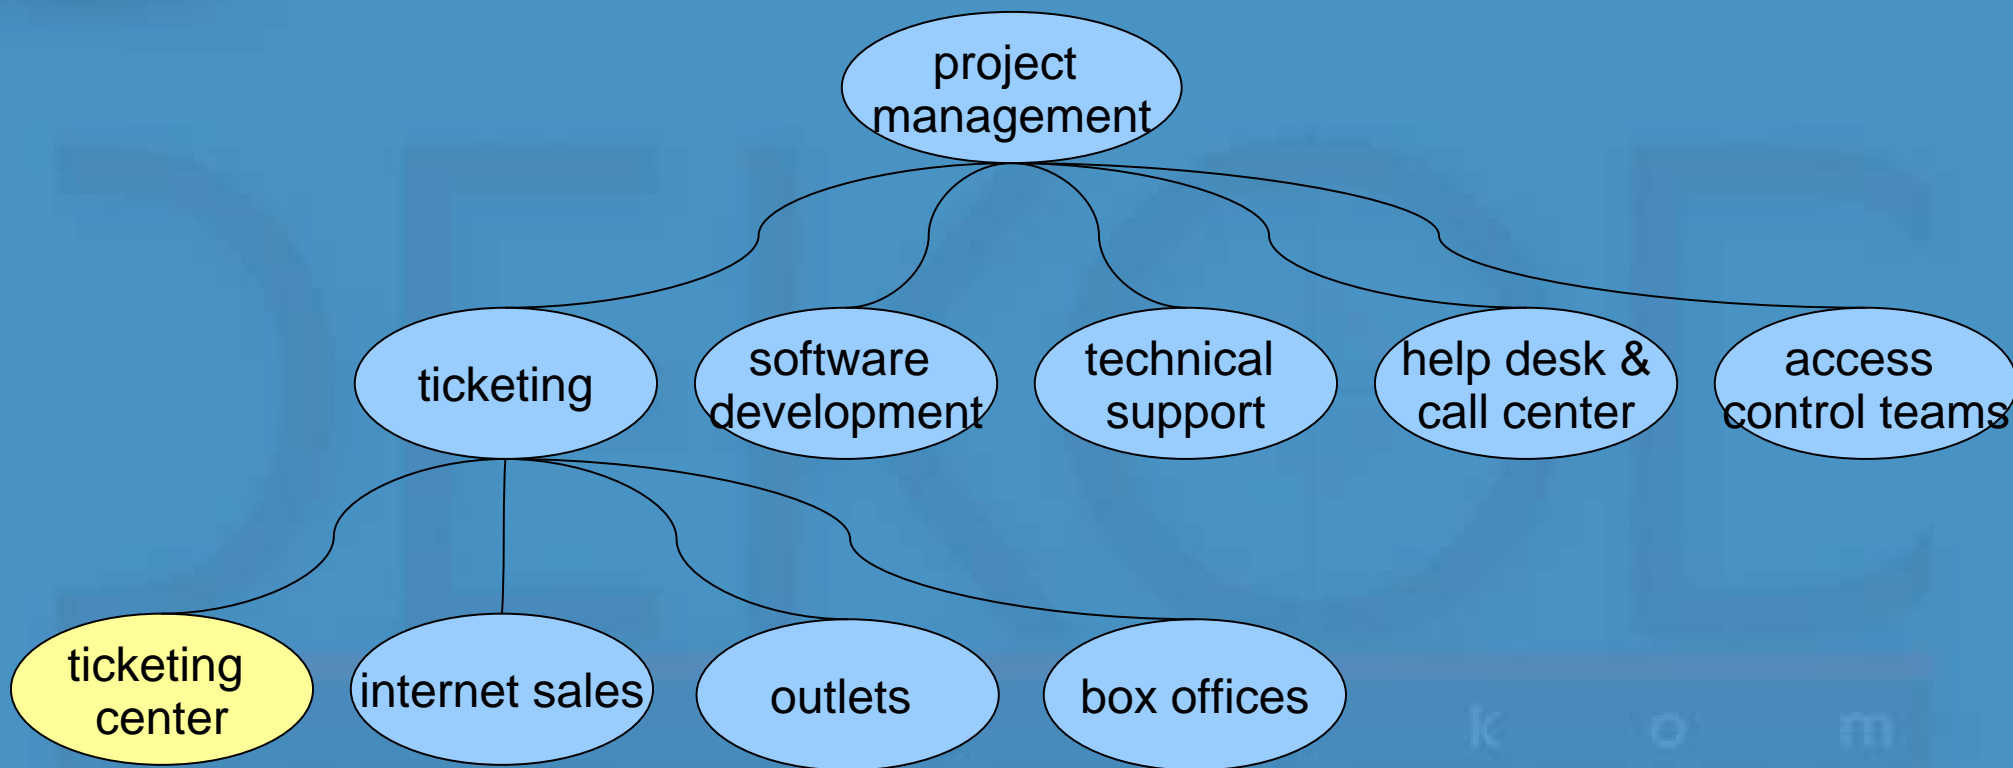 project
management
ticketing
software
development
technical
support
help desk &
call center
access
control teams
ticketing
center
internet sales
outlets
box offices
k o m